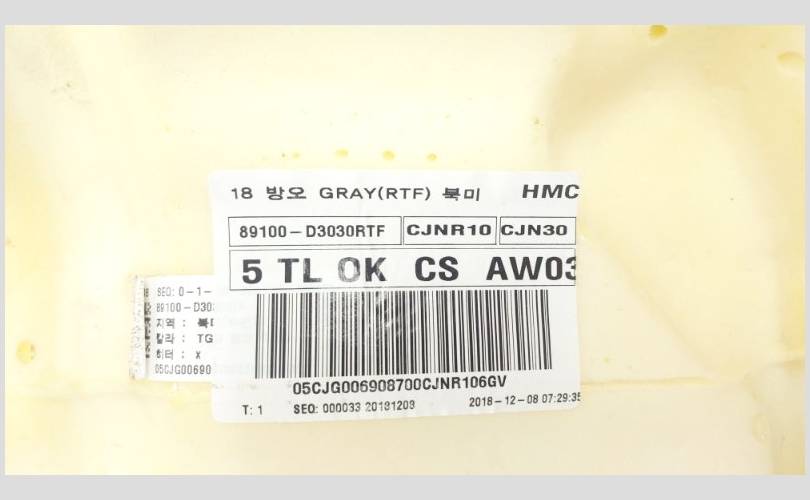 18 방오 GRAY(RTF) 북미 HMC
89100-D3030RTF CJNR10 CJN30
5 TL OK CS AW03
05CJG006908700CJNR106GV
T: 1 SEQ: 000033 20181208 2018-12-08 07:29:35
SEQ: 0-1-
89100-D30
지역 : 북미
칼라 : TG
히터 : x
05CJG00690